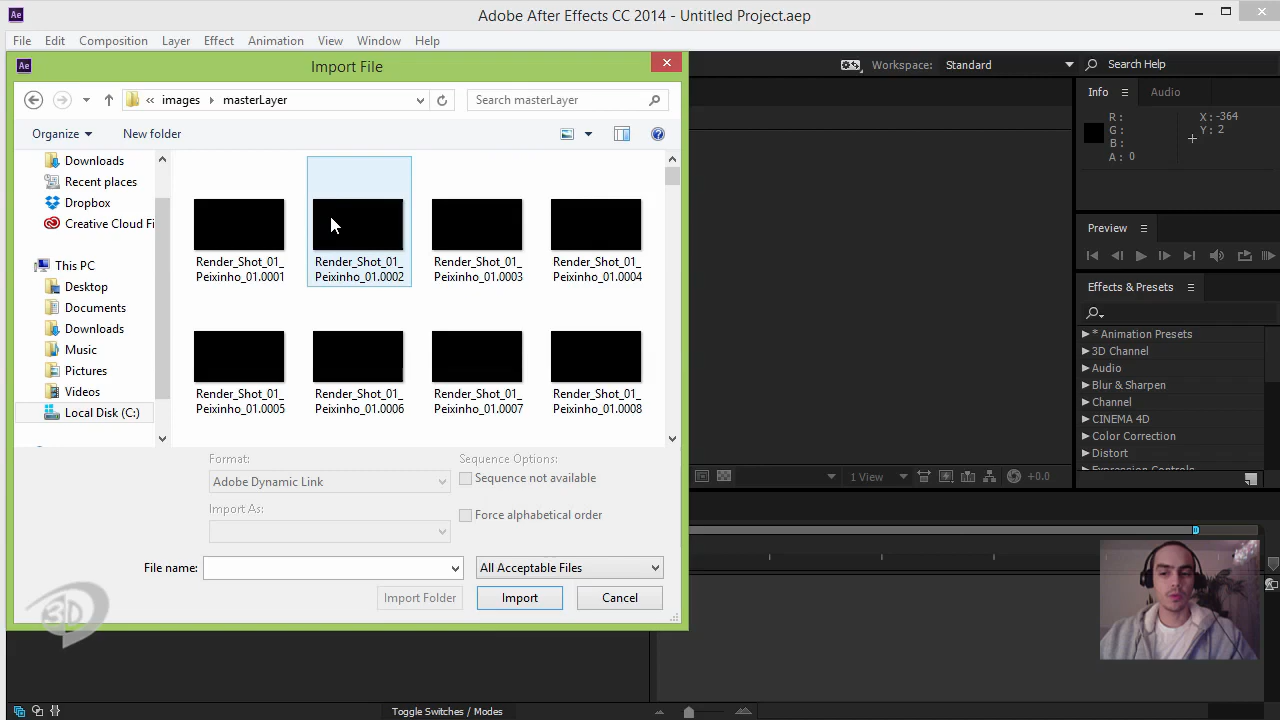 Ae
Adobe After Effects CC 2014 - Untitled Project.aep
File Edit Composition Layer Effect Animation View Window Help
Ae Import File
Workspace: Standard
Search Help
« images masterLayer
Search masterLayer
Organize
New folder
Info
Audio
R :
G :
B :
A : 0
X : -364
Y : 2
Downloads
Recent places
Dropbox
Creative Cloud Fi
This PC
Desktop
Documents
Downloads
Music
Pictures
Videos
Local Disk (C:)
Render_Shot_01_
Peixinho_01.0001
Render_Shot_01_
Peixinho_01.0002
Render_Shot_01_
Peixinho_01.0003
Render_Shot_01_
Peixinho_01.0004
Render_Shot_01_
Peixinho_01.0005
Render_Shot_01_
Peixinho_01.0006
Render_Shot_01_
Peixinho_01.0007
Render_Shot_01_
Peixinho_01.0008
Preview
Effects & Presets
* Animation Presets
3D Channel
Audio
Blur & Sharpen
Channel
CINEMA 4D
Color Correction
Distort
Expression Controls
Format:
Adobe Dynamic Link
Import As:
Sequence Options:
Sequence not available
Force alphabetical order
1 View
+0.0
File name:
All Acceptable Files
Import Folder
Import
Cancel
3D
Toggle Switches / Modes